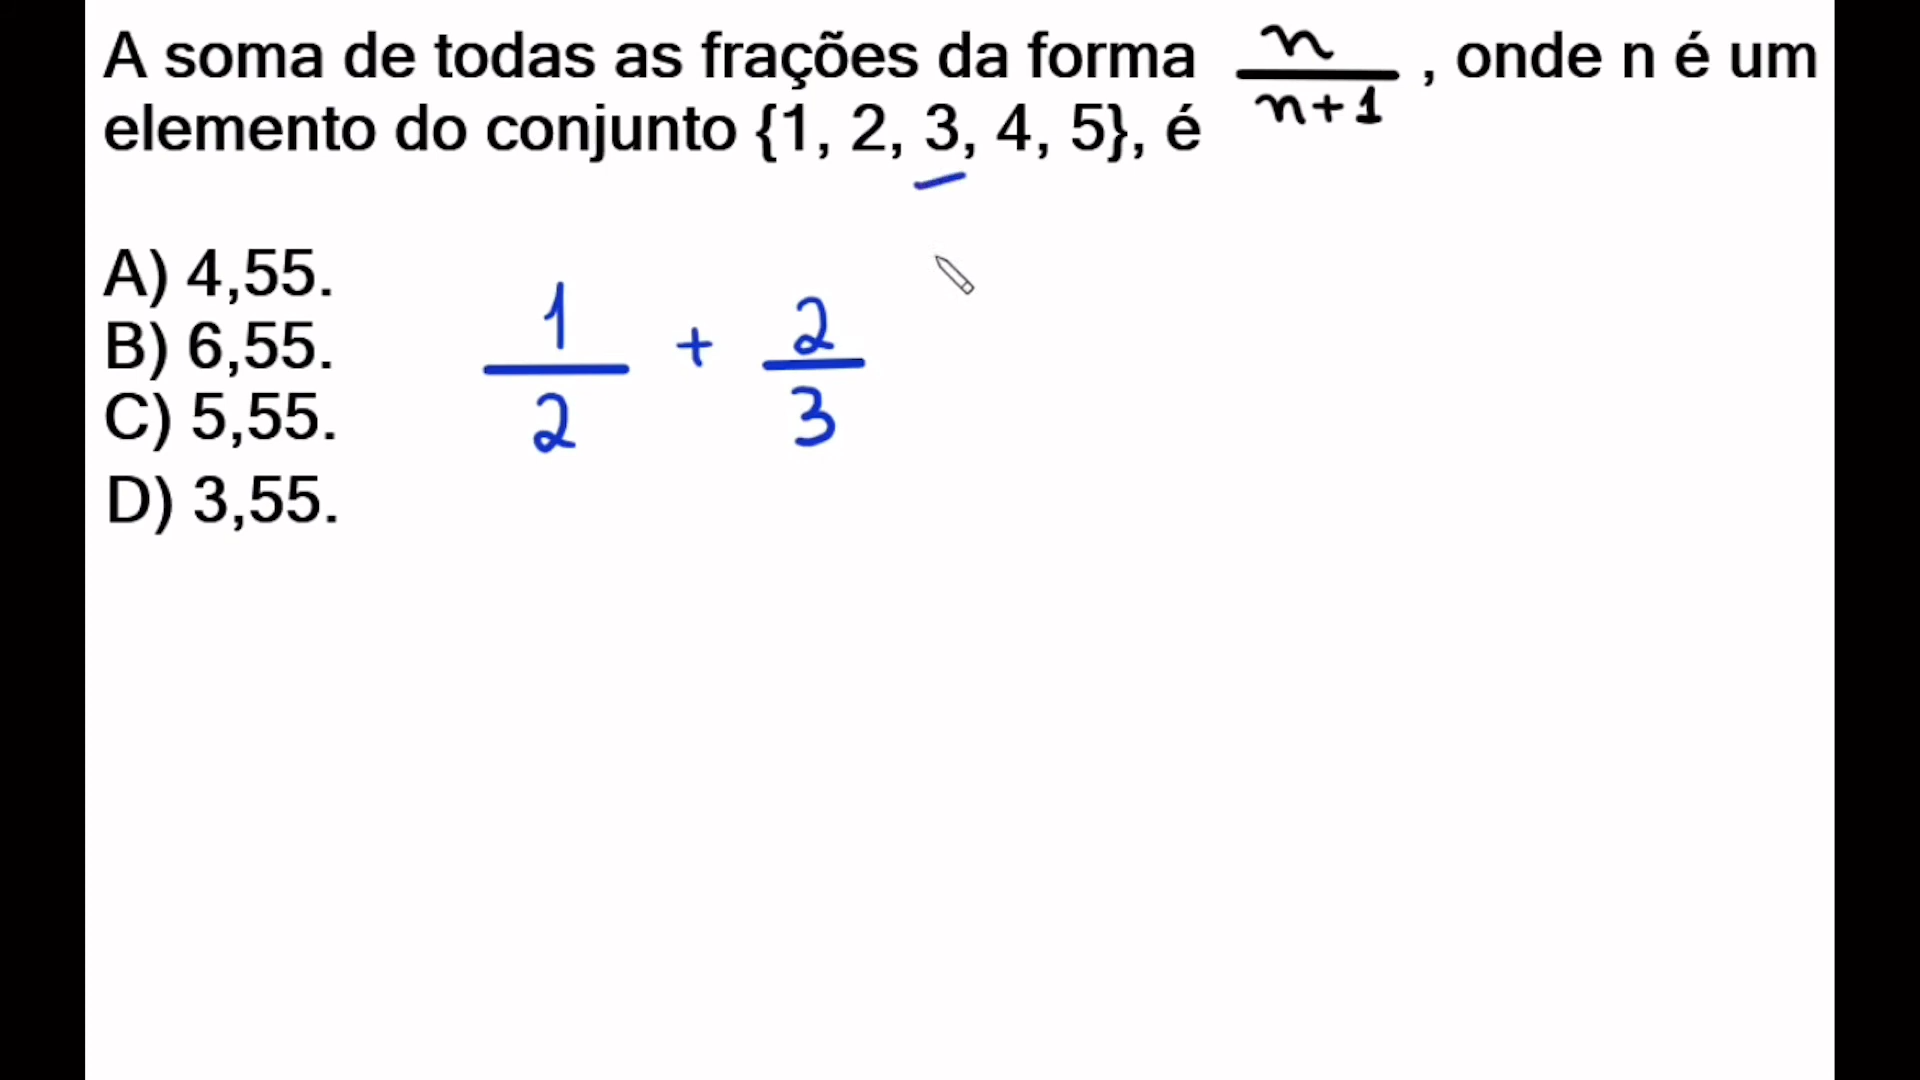 A soma de todas as frações da forma n/n+1, onde n é um
elemento do conjunto {1, 2, 3, 4, 5}, é
A) 4,55.
B) 6,55.
C) 5,55.
D) 3,55.
1/2 + 2/3